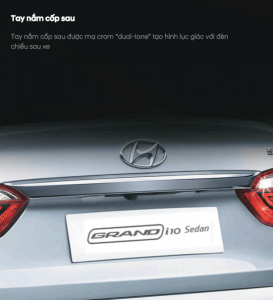 Tay nắm cốp sau
Tay nắm cốp sau được mạ crom "dual-tone" tạo hình lục giác với đèn
chiếu sau xe
GRAND i10 Sedan